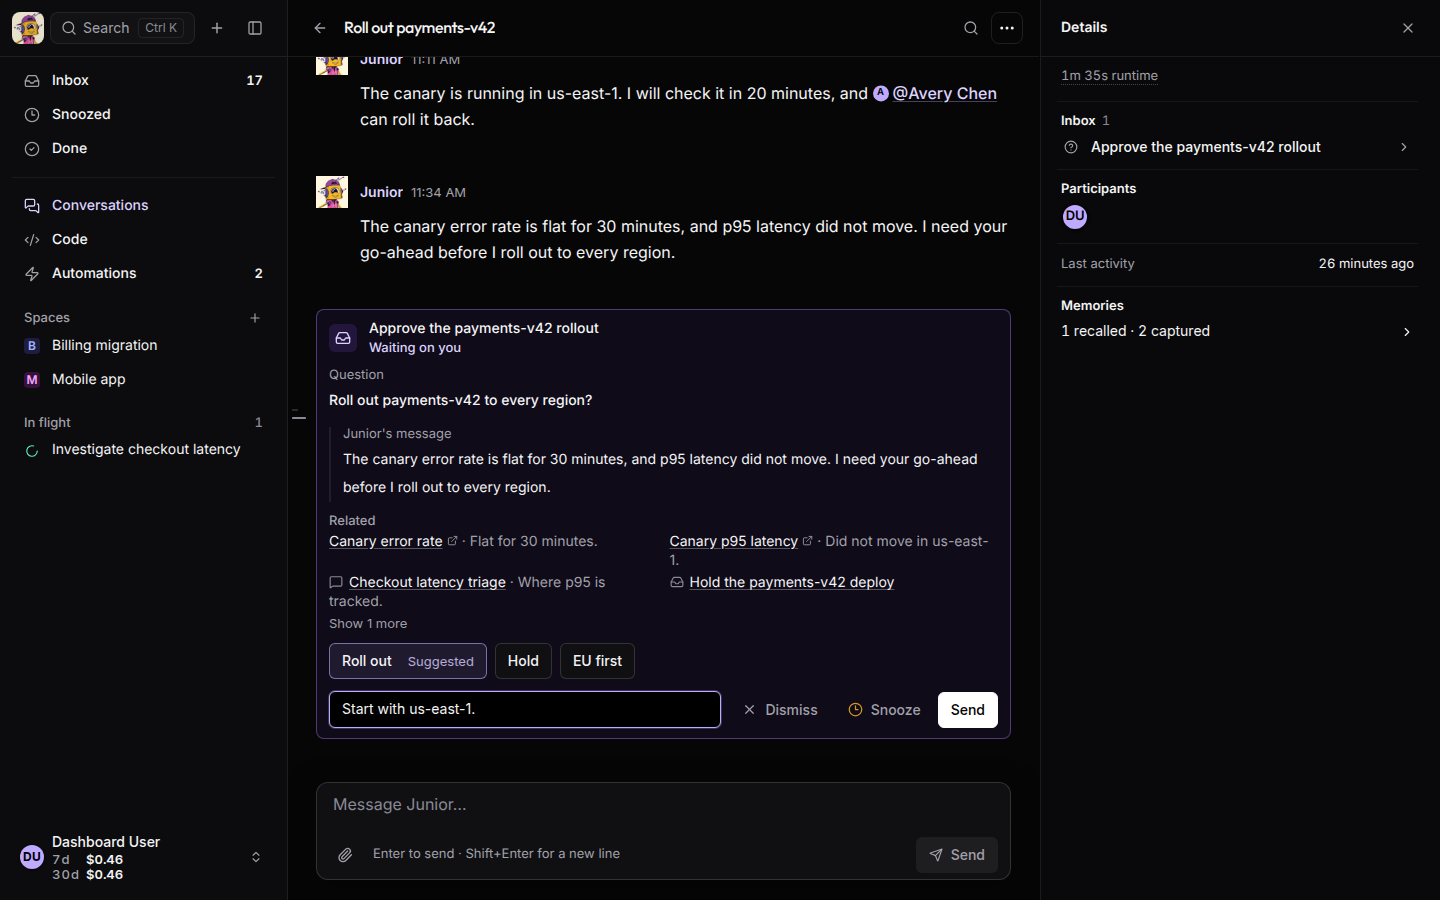 Search Ctrl K
Inbox 17
Snoozed
Done
Conversations
Code
Automations 2
Spaces
B Billing migration
M Mobile app
In flight 1
Investigate checkout latency
DU Dashboard User
7d $0.46
30d $0.46
Roll out payments-v42
Junior 11:11 AM
The canary is running in us-east-1. I will check it in 20 minutes, and A @Avery Chen
can roll it back.
Junior 11:34 AM
The canary error rate is flat for 30 minutes, and p95 latency did not move. I need your
go-ahead before I roll out to every region.
Approve the payments-v42 rollout
Waiting on you
Question
Roll out payments-v42 to every region?
Junior's message
The canary error rate is flat for 30 minutes, and p95 latency did not move. I need your go-ahead
before I roll out to every region.
Related
Canary error rate · Flat for 30 minutes.
Canary p95 latency · Did not move in us-east-
1.
Checkout latency triage · Where p95 is
tracked.
Hold the payments-v42 deploy
Show 1 more
Roll out Suggested Hold EU first
Start with us-east-1. Dismiss Snooze Send
Message Junior...
Enter to send · Shift+Enter for a new line Send
Details
1m 35s runtime
Inbox 1
Approve the payments-v42 rollout
Participants
DU
Last activity 26 minutes ago
Memories
1 recalled · 2 captured